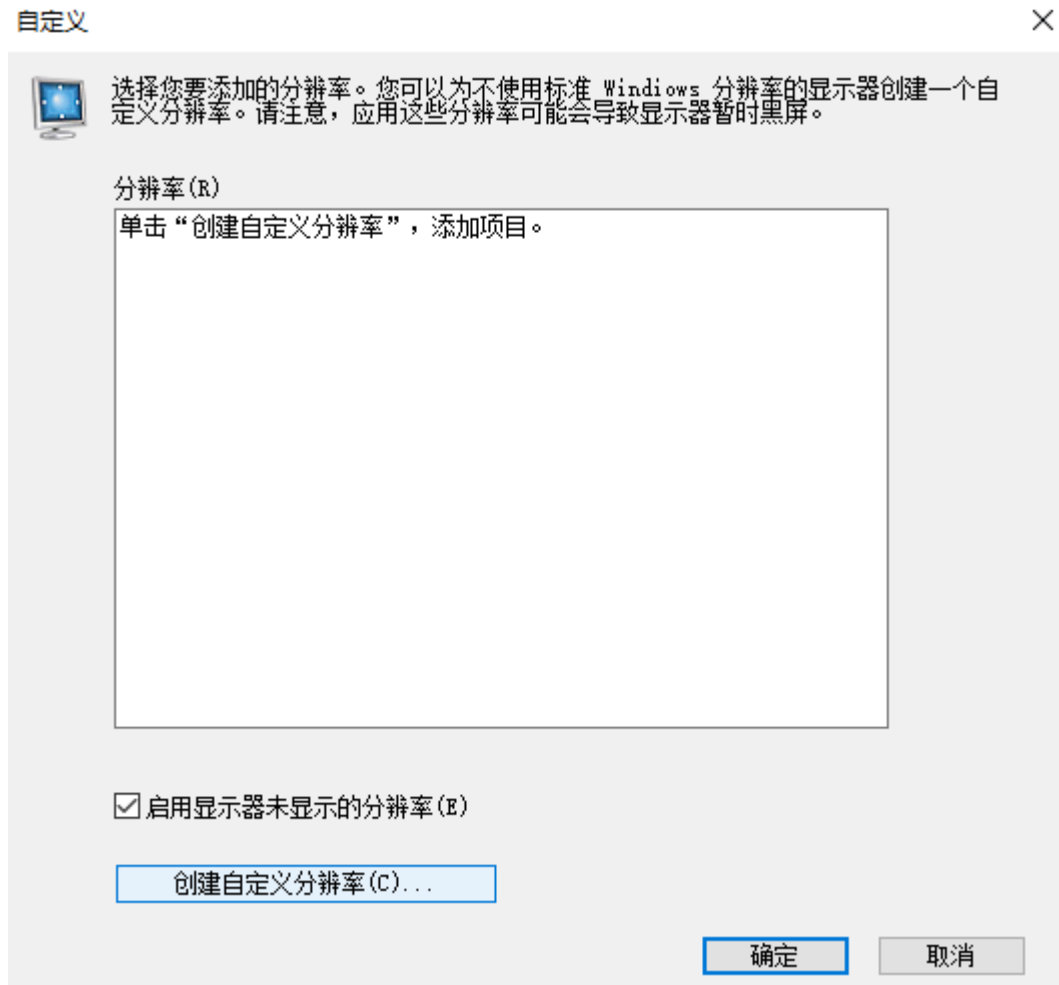 自定义
选择您要添加的分辨率。您可以为不使用标准 Windiows 分辨率的显示器创建一个自
定义分辨率。请注意，应用这些分辨率可能会导致显示器暂时黑屏。
分辨率(R)
单击“创建自定义分辨率”，添加项目。
启用显示器未显示的分辨率(E)
创建自定义分辨率(C)...
确定
取消